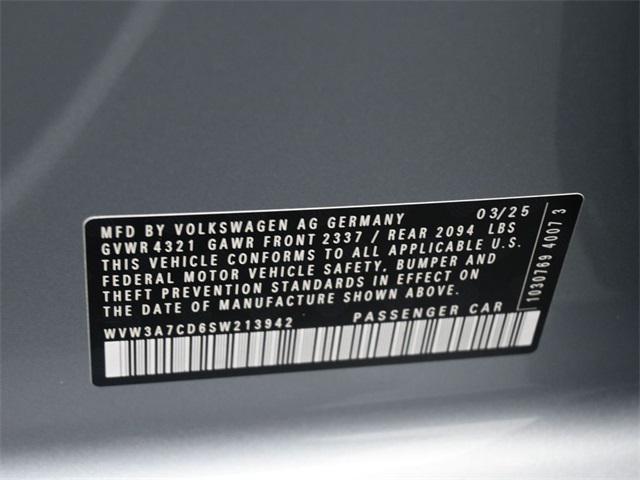 MFD BY VOLKSWAGEN AG GERMANY 03/25
GVWR 4321 GAWR FRONT 2337 / REAR 2094 LBS
THIS VEHICLE CONFORMS TO ALL APPLICABLE U.S.
FEDERAL MOTOR VEHICLE SAFETY, BUMPER AND
THEFT PREVENTION STANDARDS IN EFFECT ON
THE DATE OF MANUFACTURE SHOWN ABOVE.
WVW3A7CD6SW213942 PASSENGER CAR
1030769 4007 3